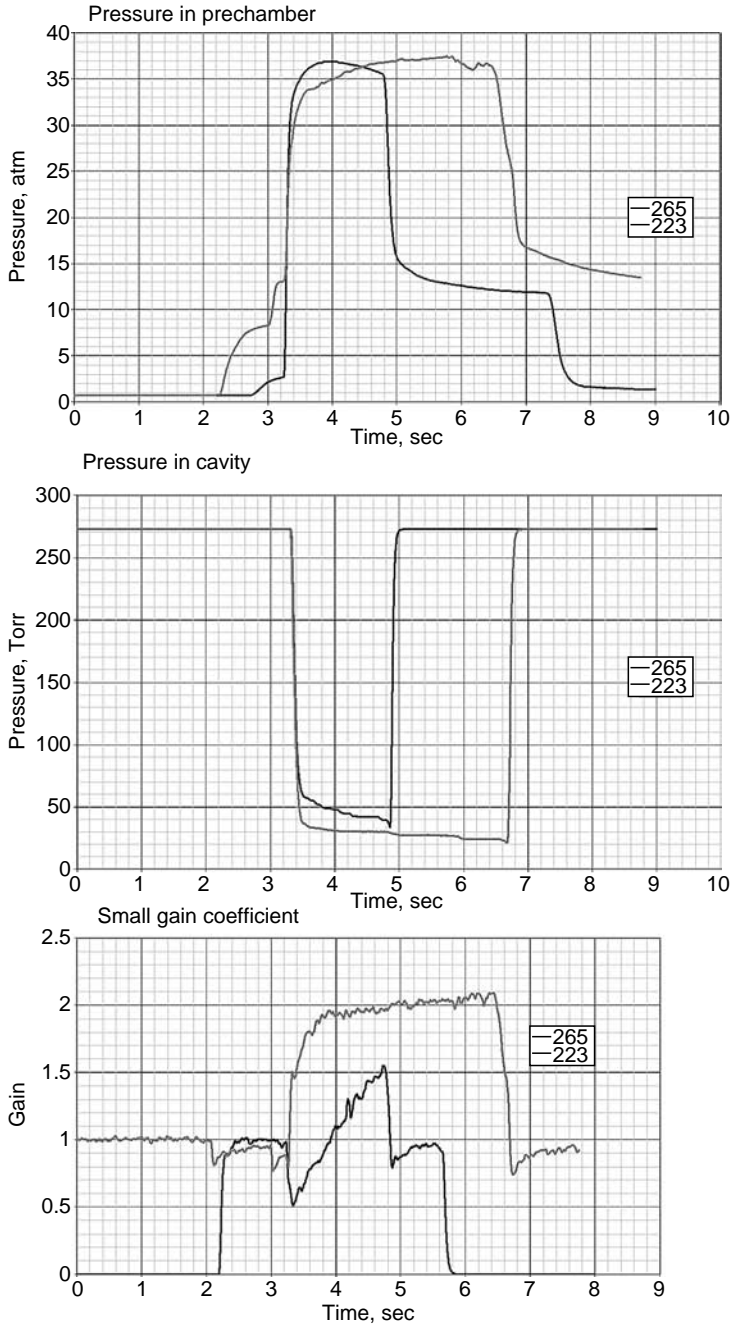 Pressure in prechamber
40
35
30
25
20
15
10
5
0
Pressure, atm
—265
—223
0 1 2 3 4 5 6 7 8 9 10
Time, sec
Pressure in cavity
300
250
200
150
100
50
0
Pressure, Torr
—265
—223
0 1 2 3 4 5 6 7 8 9 10
Time, sec
Small gain coefficient
2.5
2
1.5
1
0.5
0
Gain
—265
—223
0 1 2 3 4 5 6 7 8 9
Time, sec